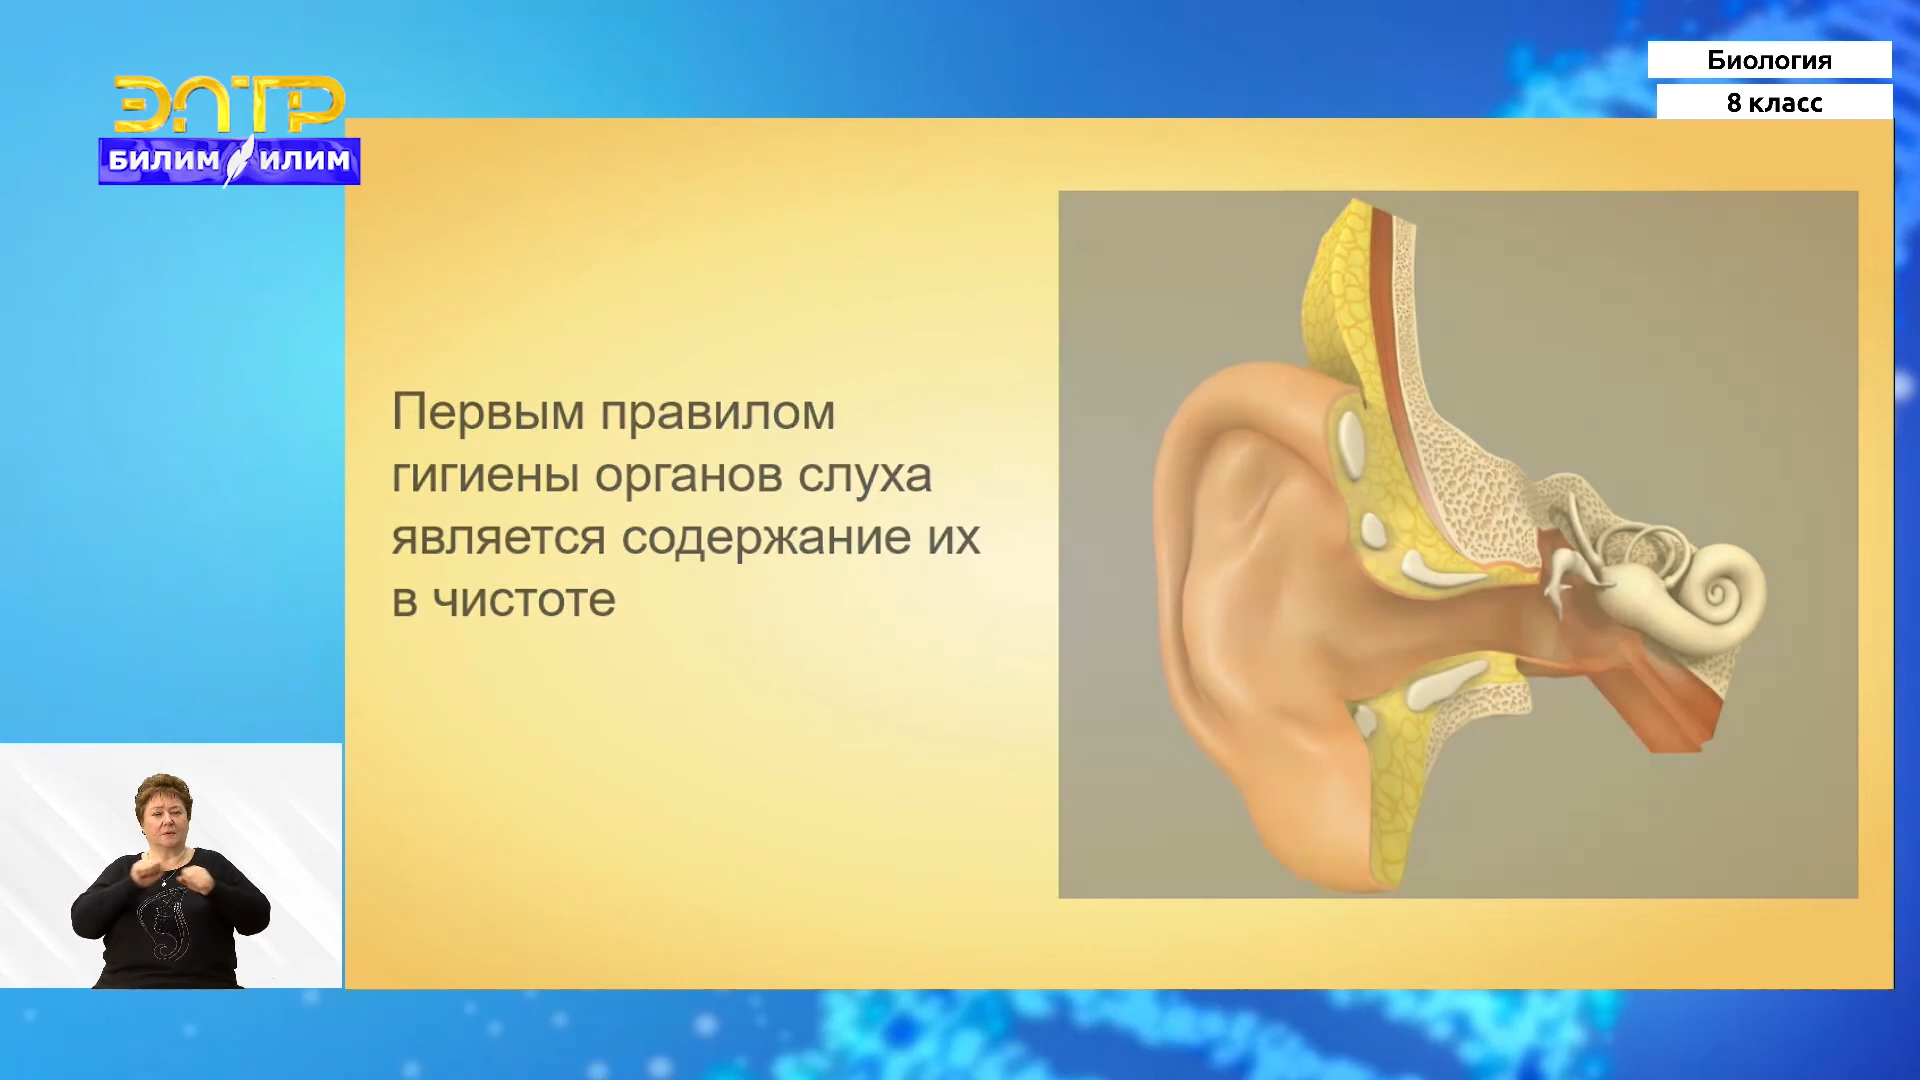 Биология
8 класс
ЭЛТР
БИЛИМ ИЛИМ
Первым правилом
гигиены органов слуха
является содержание их
в чистоте